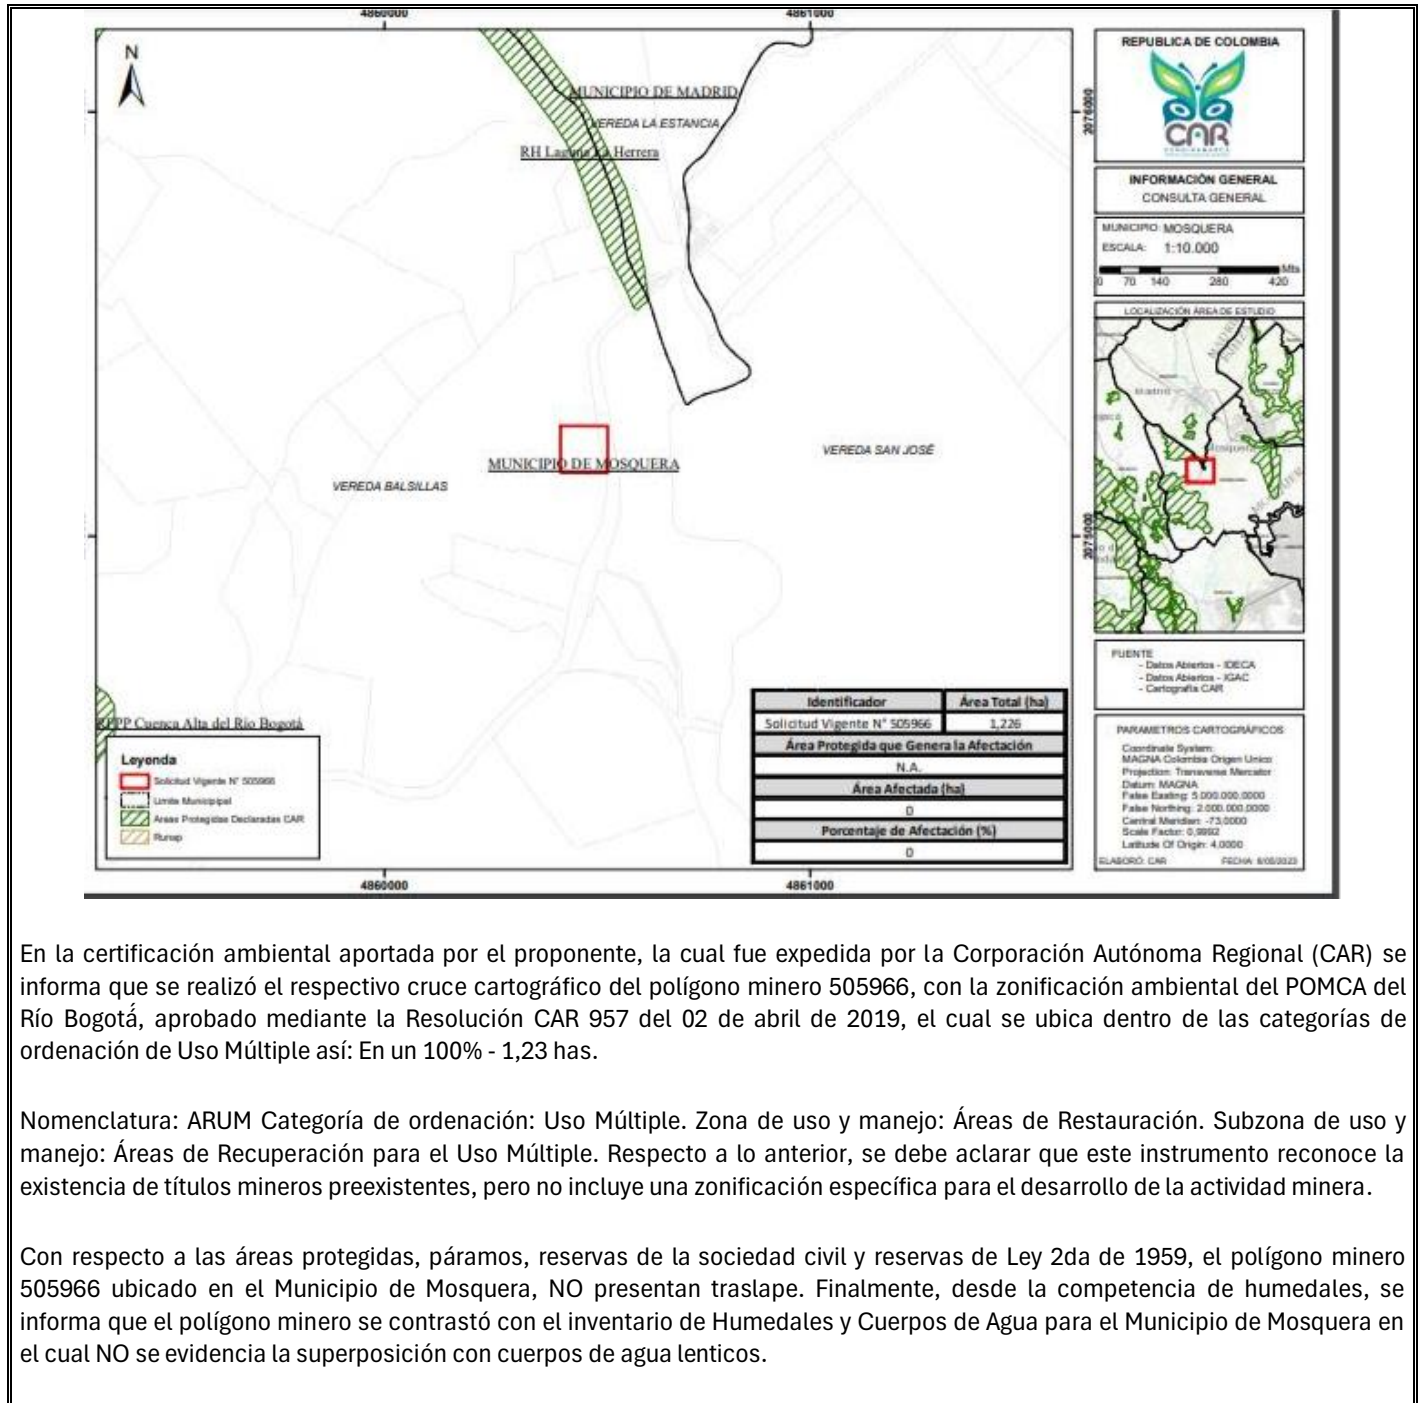 4860000
4861000
N
MUNICIPIO DE MADRID
VEREDA LA ESTANCIA
RH Laguna La Herrera
2076000
VEREDA SAN JOSÉ
MUNICIPIO DE MOSQUERA
VEREDA BALSILLAS
2075000
RFPP Cuenca Alta del Río Bogotá
Leyenda
Solicitud Vigente N° 505966
Limite Municipipal
Areas Protegidas Declaradas CAR
Runap
Identificador
Área Total (ha)
Solicitud Vigente N° 505966
1,226
Área Protegida que Genera la Afectación
N.A.
Área Afectada (ha)
0
Porcentaje de Afectación (%)
0
4860000
4861000
REPUBLICA DE COLOMBIA
CAR
CUNDINAMARCA
INFORMACIÓN GENERAL
CONSULTA GENERAL
MUNICIPIO: MOSQUERA
ESCALA: 1:10.000
Mts
0 70 140 280 420
LOCALIZACIÓN ÁREA DE ESTUDIO
Madrid
Mosquera
FUENTE
- Datos Abiertos - IDECA
- Datos Abiertos - IGAC
- Cartografía CAR
PARAMETROS CARTOGRÁFICOS
Coordinate System:
MAGNA Colombia Origen Unico
Projection: Transverse Mercator
Datum: MAGNA
False Easting: 5.000.000,0000
False Northing: 2.000.000,0000
Central Meridian: -73,0000
Scale Factor: 0,9992
Latitude Of Origin: 4,0000
ELABORÓ: CAR FECHA: 8/05/2023
En la certificación ambiental aportada por el proponente, la cual fue expedida por la Corporación Autónoma Regional (CAR) se
informa que se realizó el respectivo cruce cartográfico del polígono minero 505966, con la zonificación ambiental del POMCA del
Río Bogotá, aprobado mediante la Resolución CAR 957 del 02 de abril de 2019, el cual se ubica dentro de las categorías de
ordenación de Uso Múltiple así: En un 100% - 1,23 has.
Nomenclatura: ARUM Categoría de ordenación: Uso Múltiple. Zona de uso y manejo: Áreas de Restauración. Subzona de uso y
manejo: Áreas de Recuperación para el Uso Múltiple. Respecto a lo anterior, se debe aclarar que este instrumento reconoce la
existencia de títulos mineros preexistentes, pero no incluye una zonificación específica para el desarrollo de la actividad minera.
Con respecto a las áreas protegidas, páramos, reservas de la sociedad civil y reservas de Ley 2da de 1959, el polígono minero
505966 ubicado en el Municipio de Mosquera, NO presentan traslape. Finalmente, desde la competencia de humedales, se
informa que el polígono minero se contrastó con el inventario de Humedales y Cuerpos de Agua para el Municipio de Mosquera en
el cual NO se evidencia la superposición con cuerpos de agua lenticos.